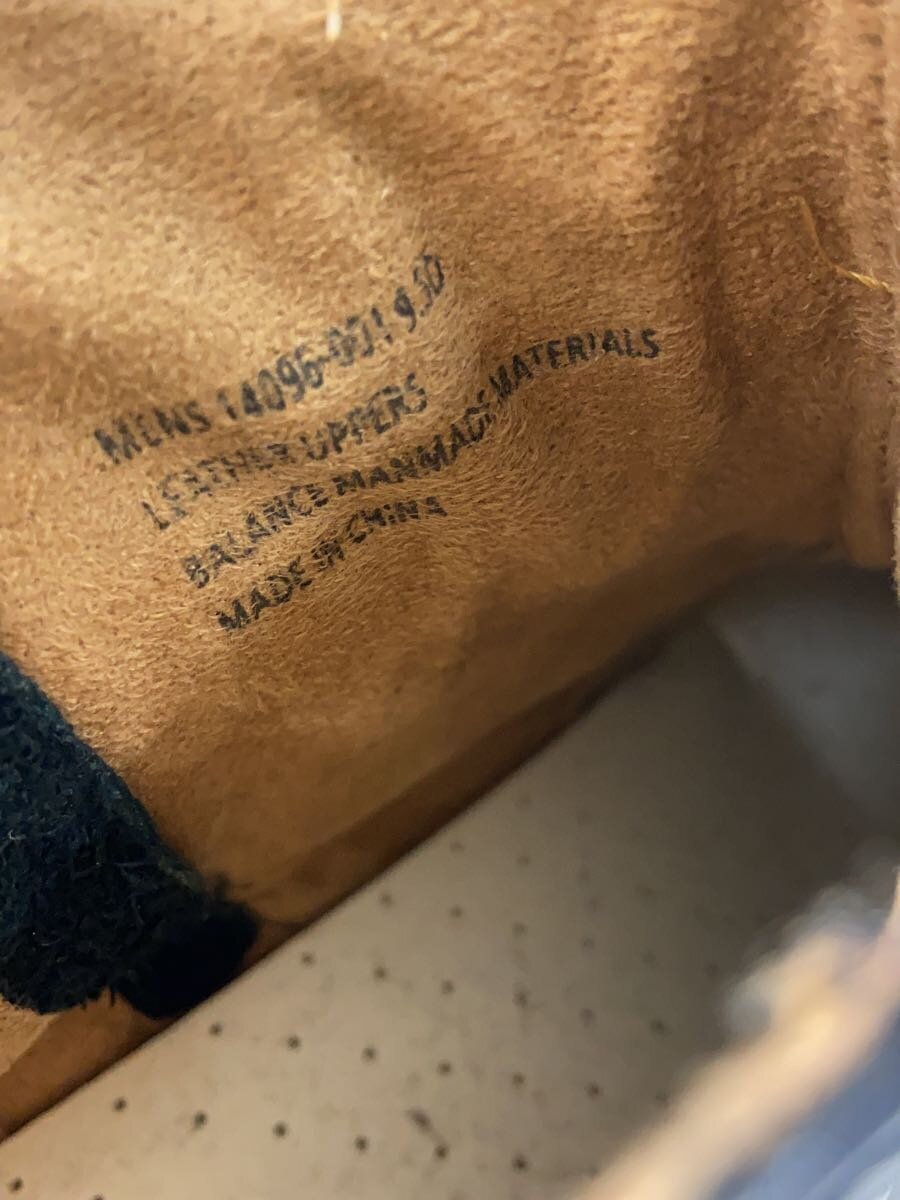 MENS 14096-001 9.5D
LEATHER UPPERS
BALANCE MANMADE MATERIALS
MADE IN CHINA